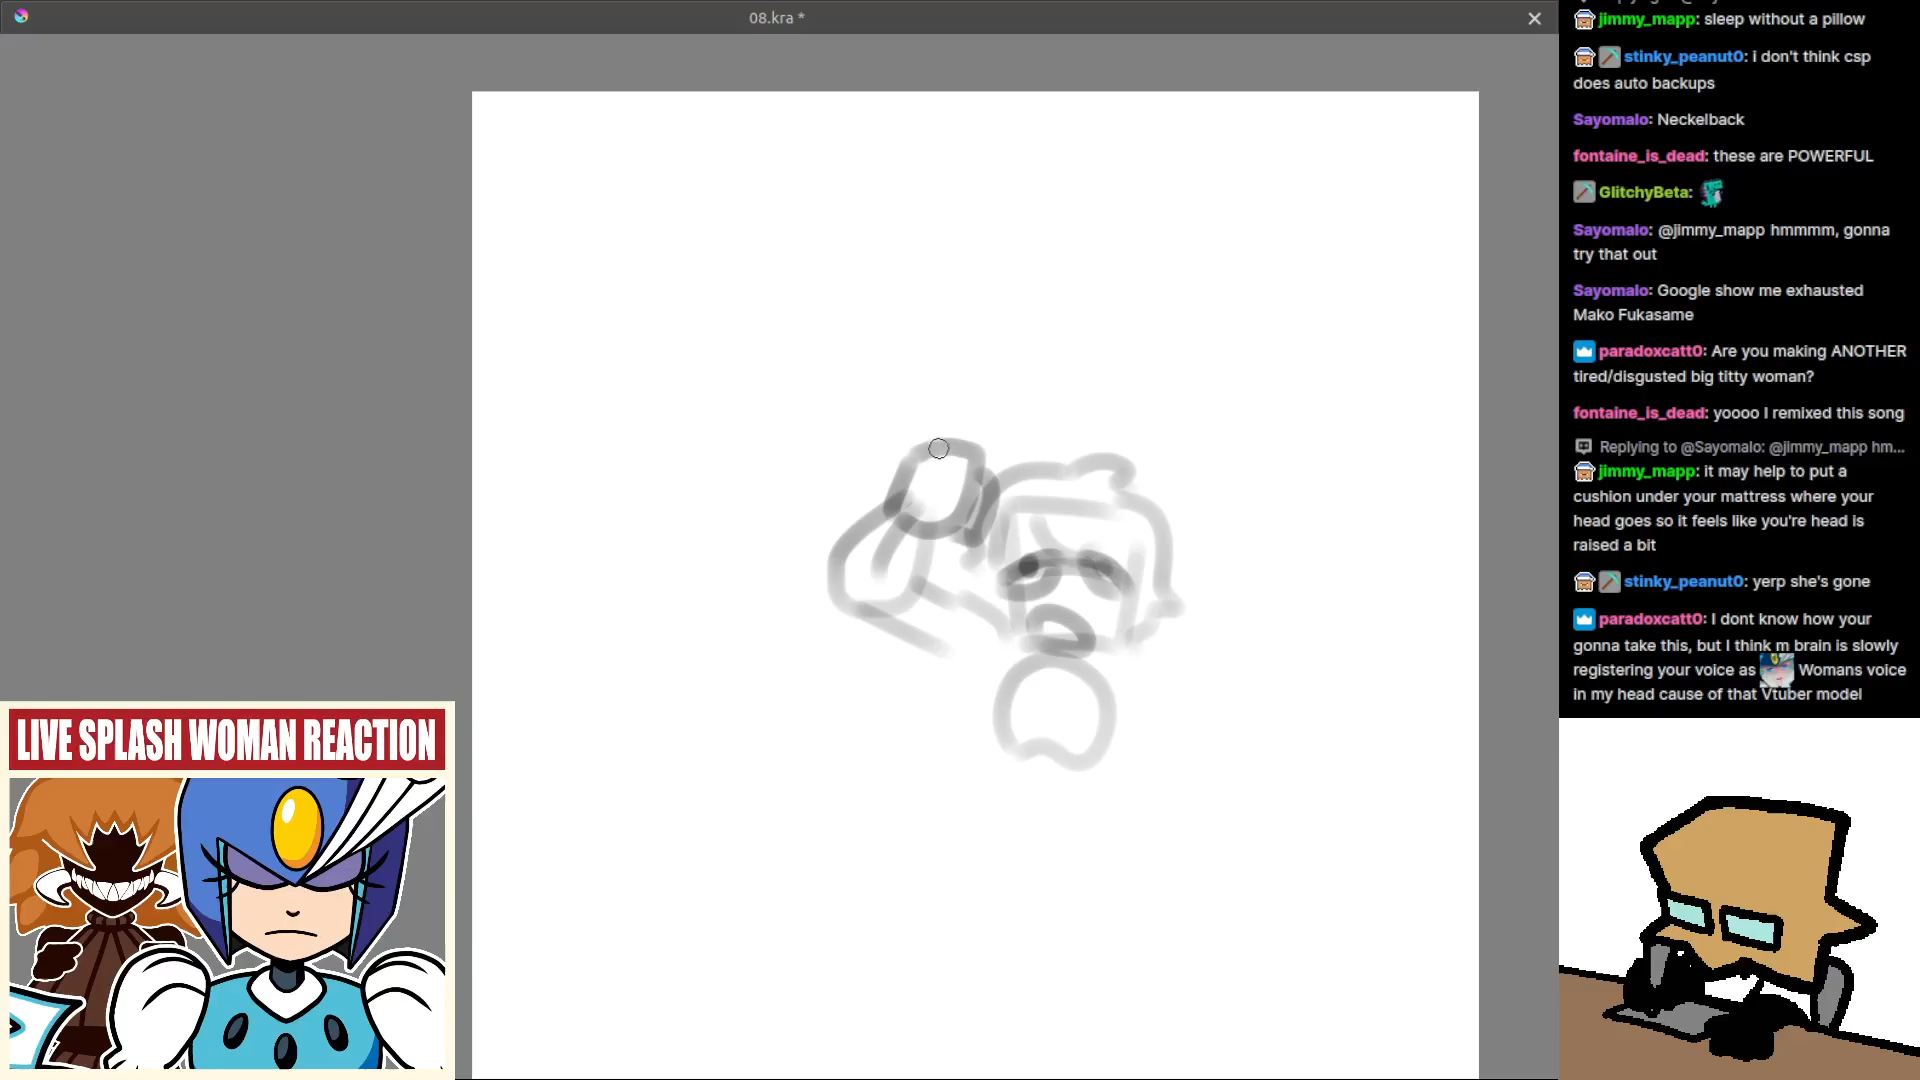 08.kra *
jimmy_mapp: sleep without a pillow
stinky_peanut0: i don't think csp
does auto backups
Sayomalo: Neckelback
fontaine_is_dead: these are POWERFUL
GlitchyBeta:
Sayomalo: @jimmy_mapp hmmmm, gonna
try that out
Sayomalo: Google show me exhausted
Mako Fukasame
paradoxcatt0: Are you making ANOTHER
tired/disgusted big titty woman?
fontaine_is_dead: yoooo I remixed this song
Replying to @Sayomalo: @jimmy_mapp hm...
jimmy_mapp: it may help to put a
cushion under your mattress where your
head goes so it feels like you're head is
raised a bit
stinky_peanut0: yerp she's gone
paradoxcatt0: I dont know how your
gonna take this, but I think m brain is slowly
registering your voice as Womans voice
in my head cause of that Vtuber model
LIVE SPLASH WOMAN REACTION